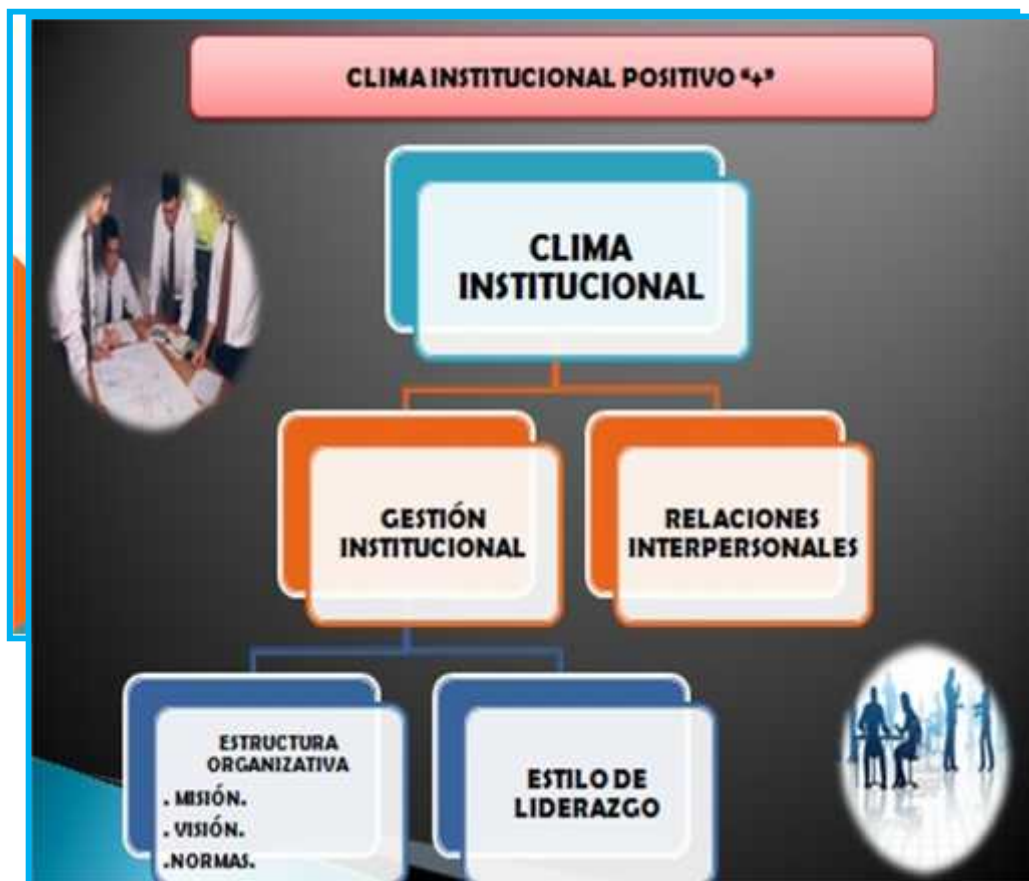 CLIMA INSTITUCIONAL POSITIVO "+"
CLIMA
INSTITUCIONAL
GESTIÓN
INSTITUCIONAL
RELACIONES
INTERPERSONALES
ESTRUCTURA
ORGANIZATIVA
. MISIÓN.
. VISIÓN.
.NORMAS.
ESTILO DE
LIDERAZGO